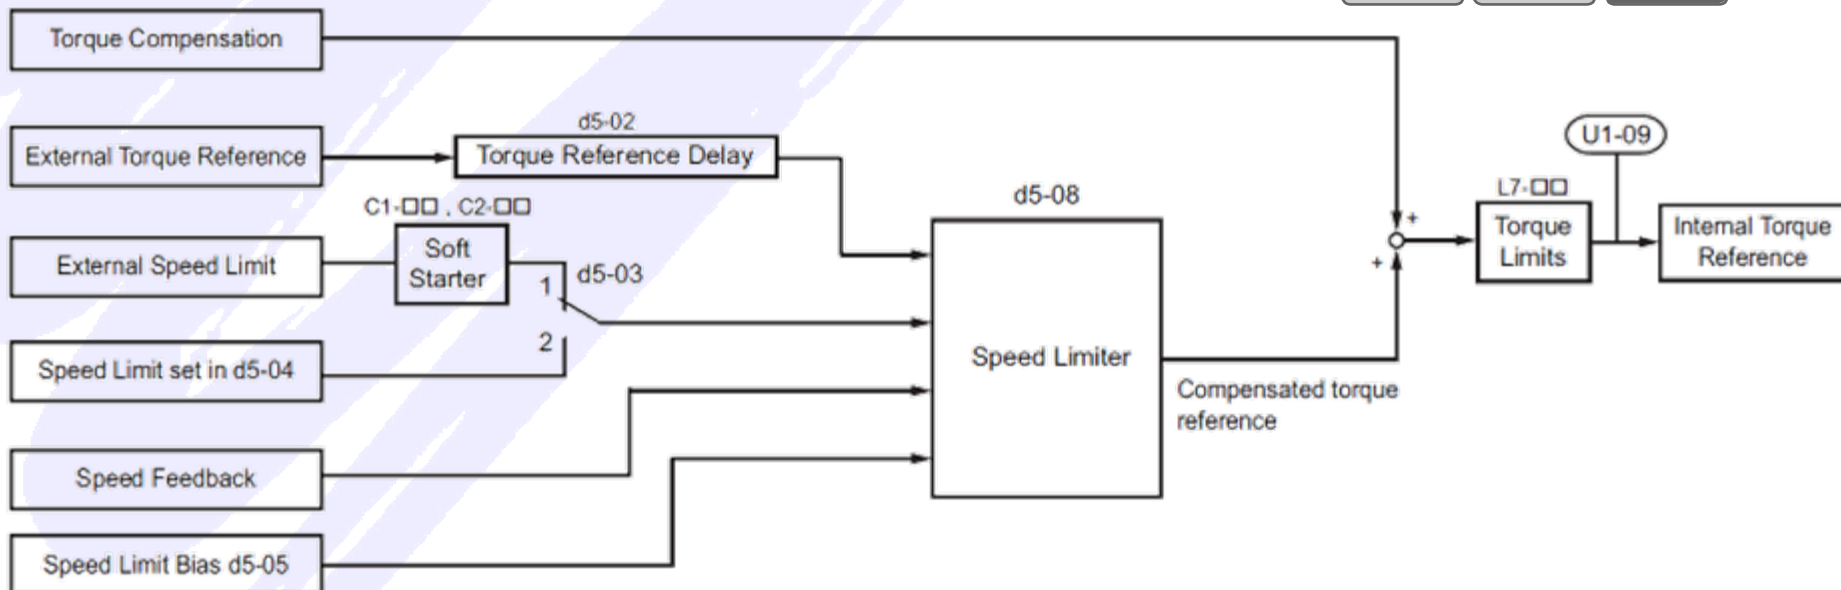 Torque Compensation
d5-02
External Torque Reference
Torque Reference Delay
U1-09
C1-□□ , C2-□□
d5-08
L7-□□
External Speed Limit
Soft
Starter
1
d5-03
2
Speed Limit set in d5-04
Speed Limiter
+
+
Torque
Limits
Internal Torque
Reference
Compensated torque
reference
Speed Feedback
Speed Limit Bias d5-05